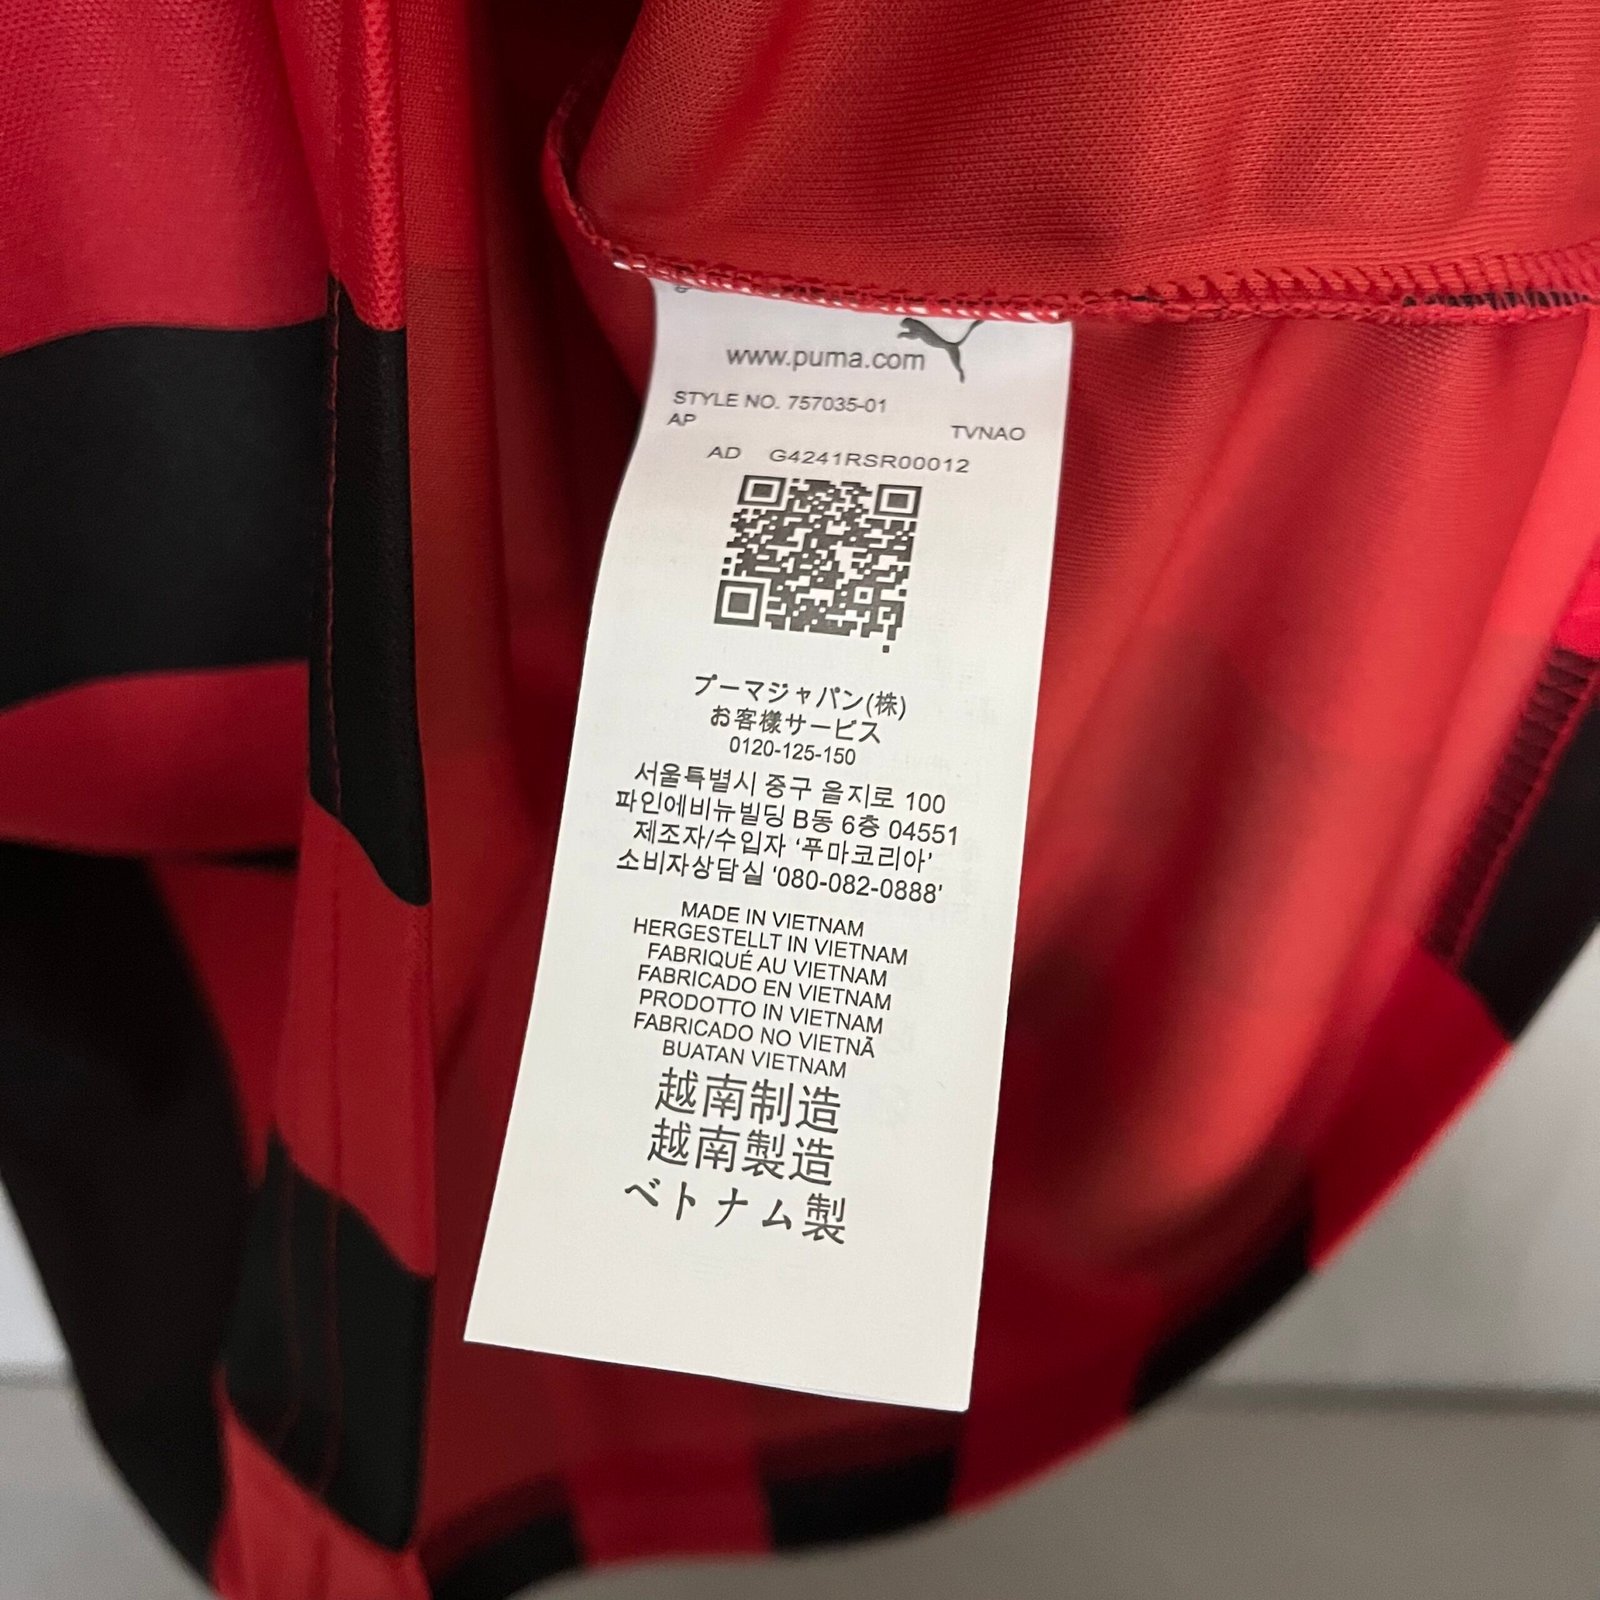 www.puma.com
STYLE NO. 757035-01
AP
TVNAO
AD G4241RSR00012
プーマジャパン(株)
お客様サービス
0120-125-150
서울특별시 중구 을지로 100
파인에비뉴빌딩 B동 6층 04551
제조자/수입자 ‘푸마코리아’
소비자상담실 '080-082-0888'
MADE IN VIETNAM
HERGESTELLT IN VIETNAM
FABRIQUÉ AU VIETNAM
FABRICADO EN VIETNAM
PRODOTTO IN VIETNAM
FABRICADO NO VIETNÃ
BUATAN VIETNAM
越南制造
越南製造
ベトナム製